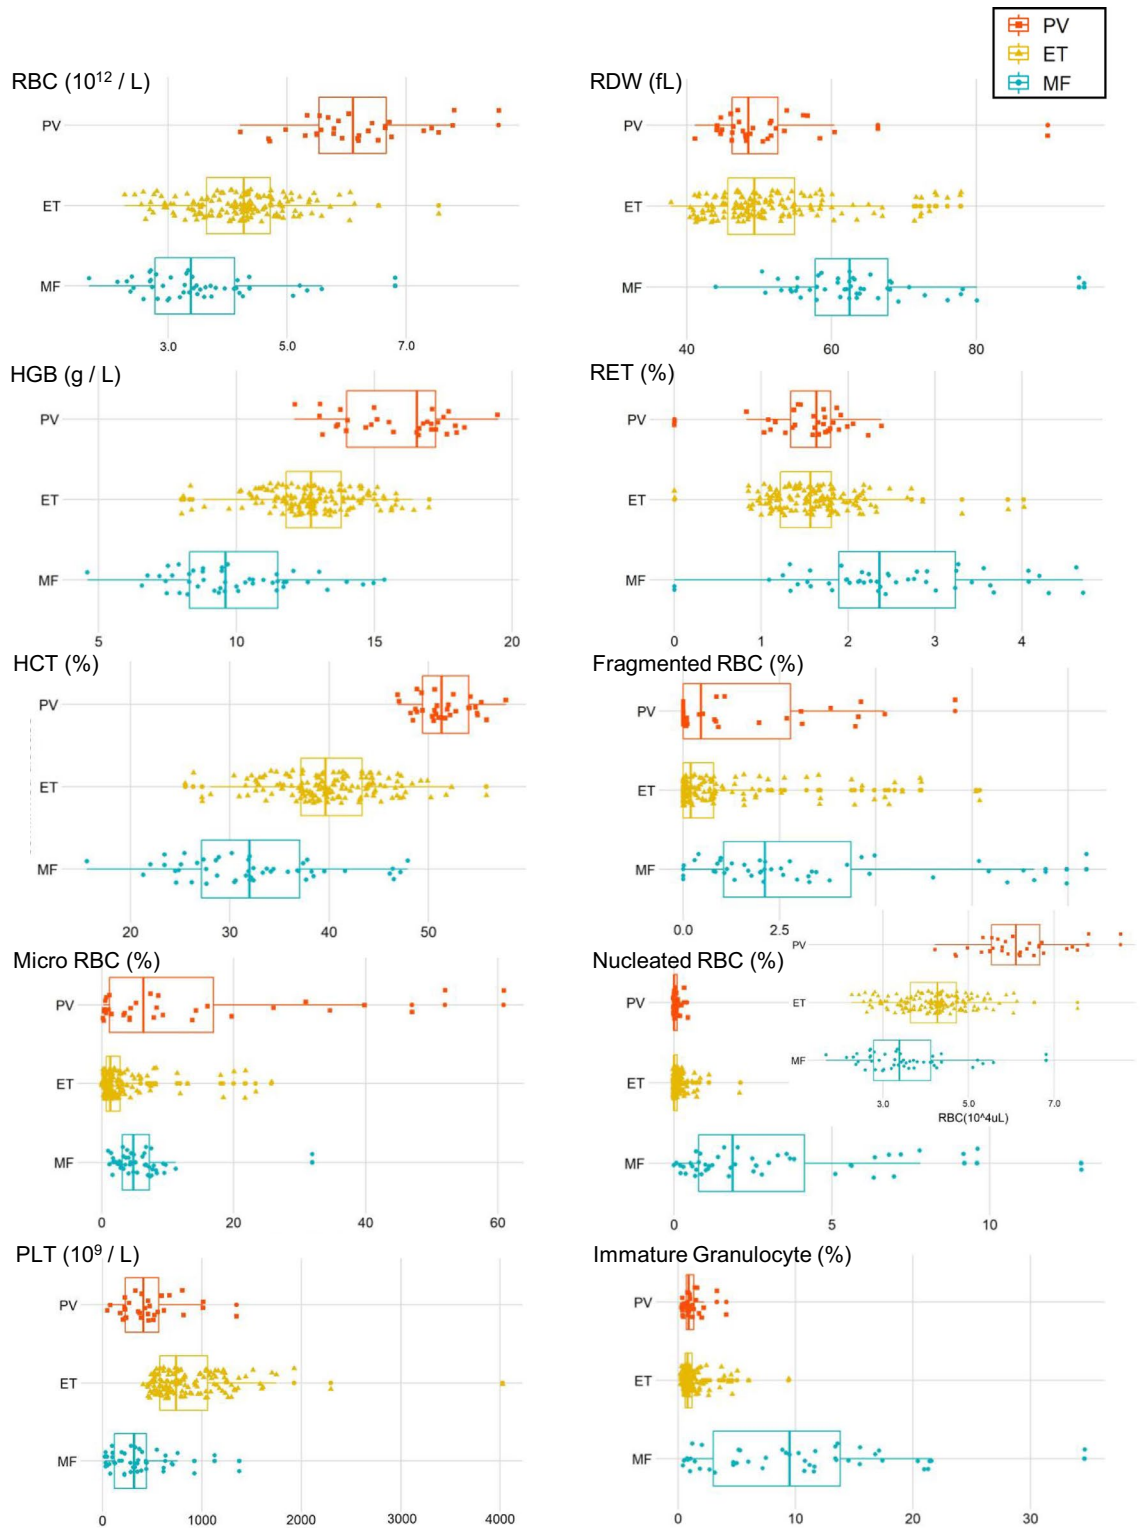 PV
ET
MF
RBC (10¹² / L)
PV
ET
MF
3.0 5.0 7.0
RDW (fL)
PV
ET
MF
40 60 80
HGB (g / L)
PV
ET
MF
5 10 15 20
RET (%)
PV
ET
MF
0 1 2 3 4
HCT (%)
PV
ET
MF
20 30 40 50
Fragmented RBC (%)
PV
ET
MF
0.0 2.5
Micro RBC (%)
PV
ET
MF
0 20 40 60
Nucleated RBC (%)
PV
ET
MF
0 5 10
PV
ET
MF
3.0 5.0 7.0
RBC(10^4uL)
PLT (10⁹ / L)
PV
ET
MF
0 1000 2000 3000 4000
Immature Granulocyte (%)
PV
ET
MF
0 10 20 30